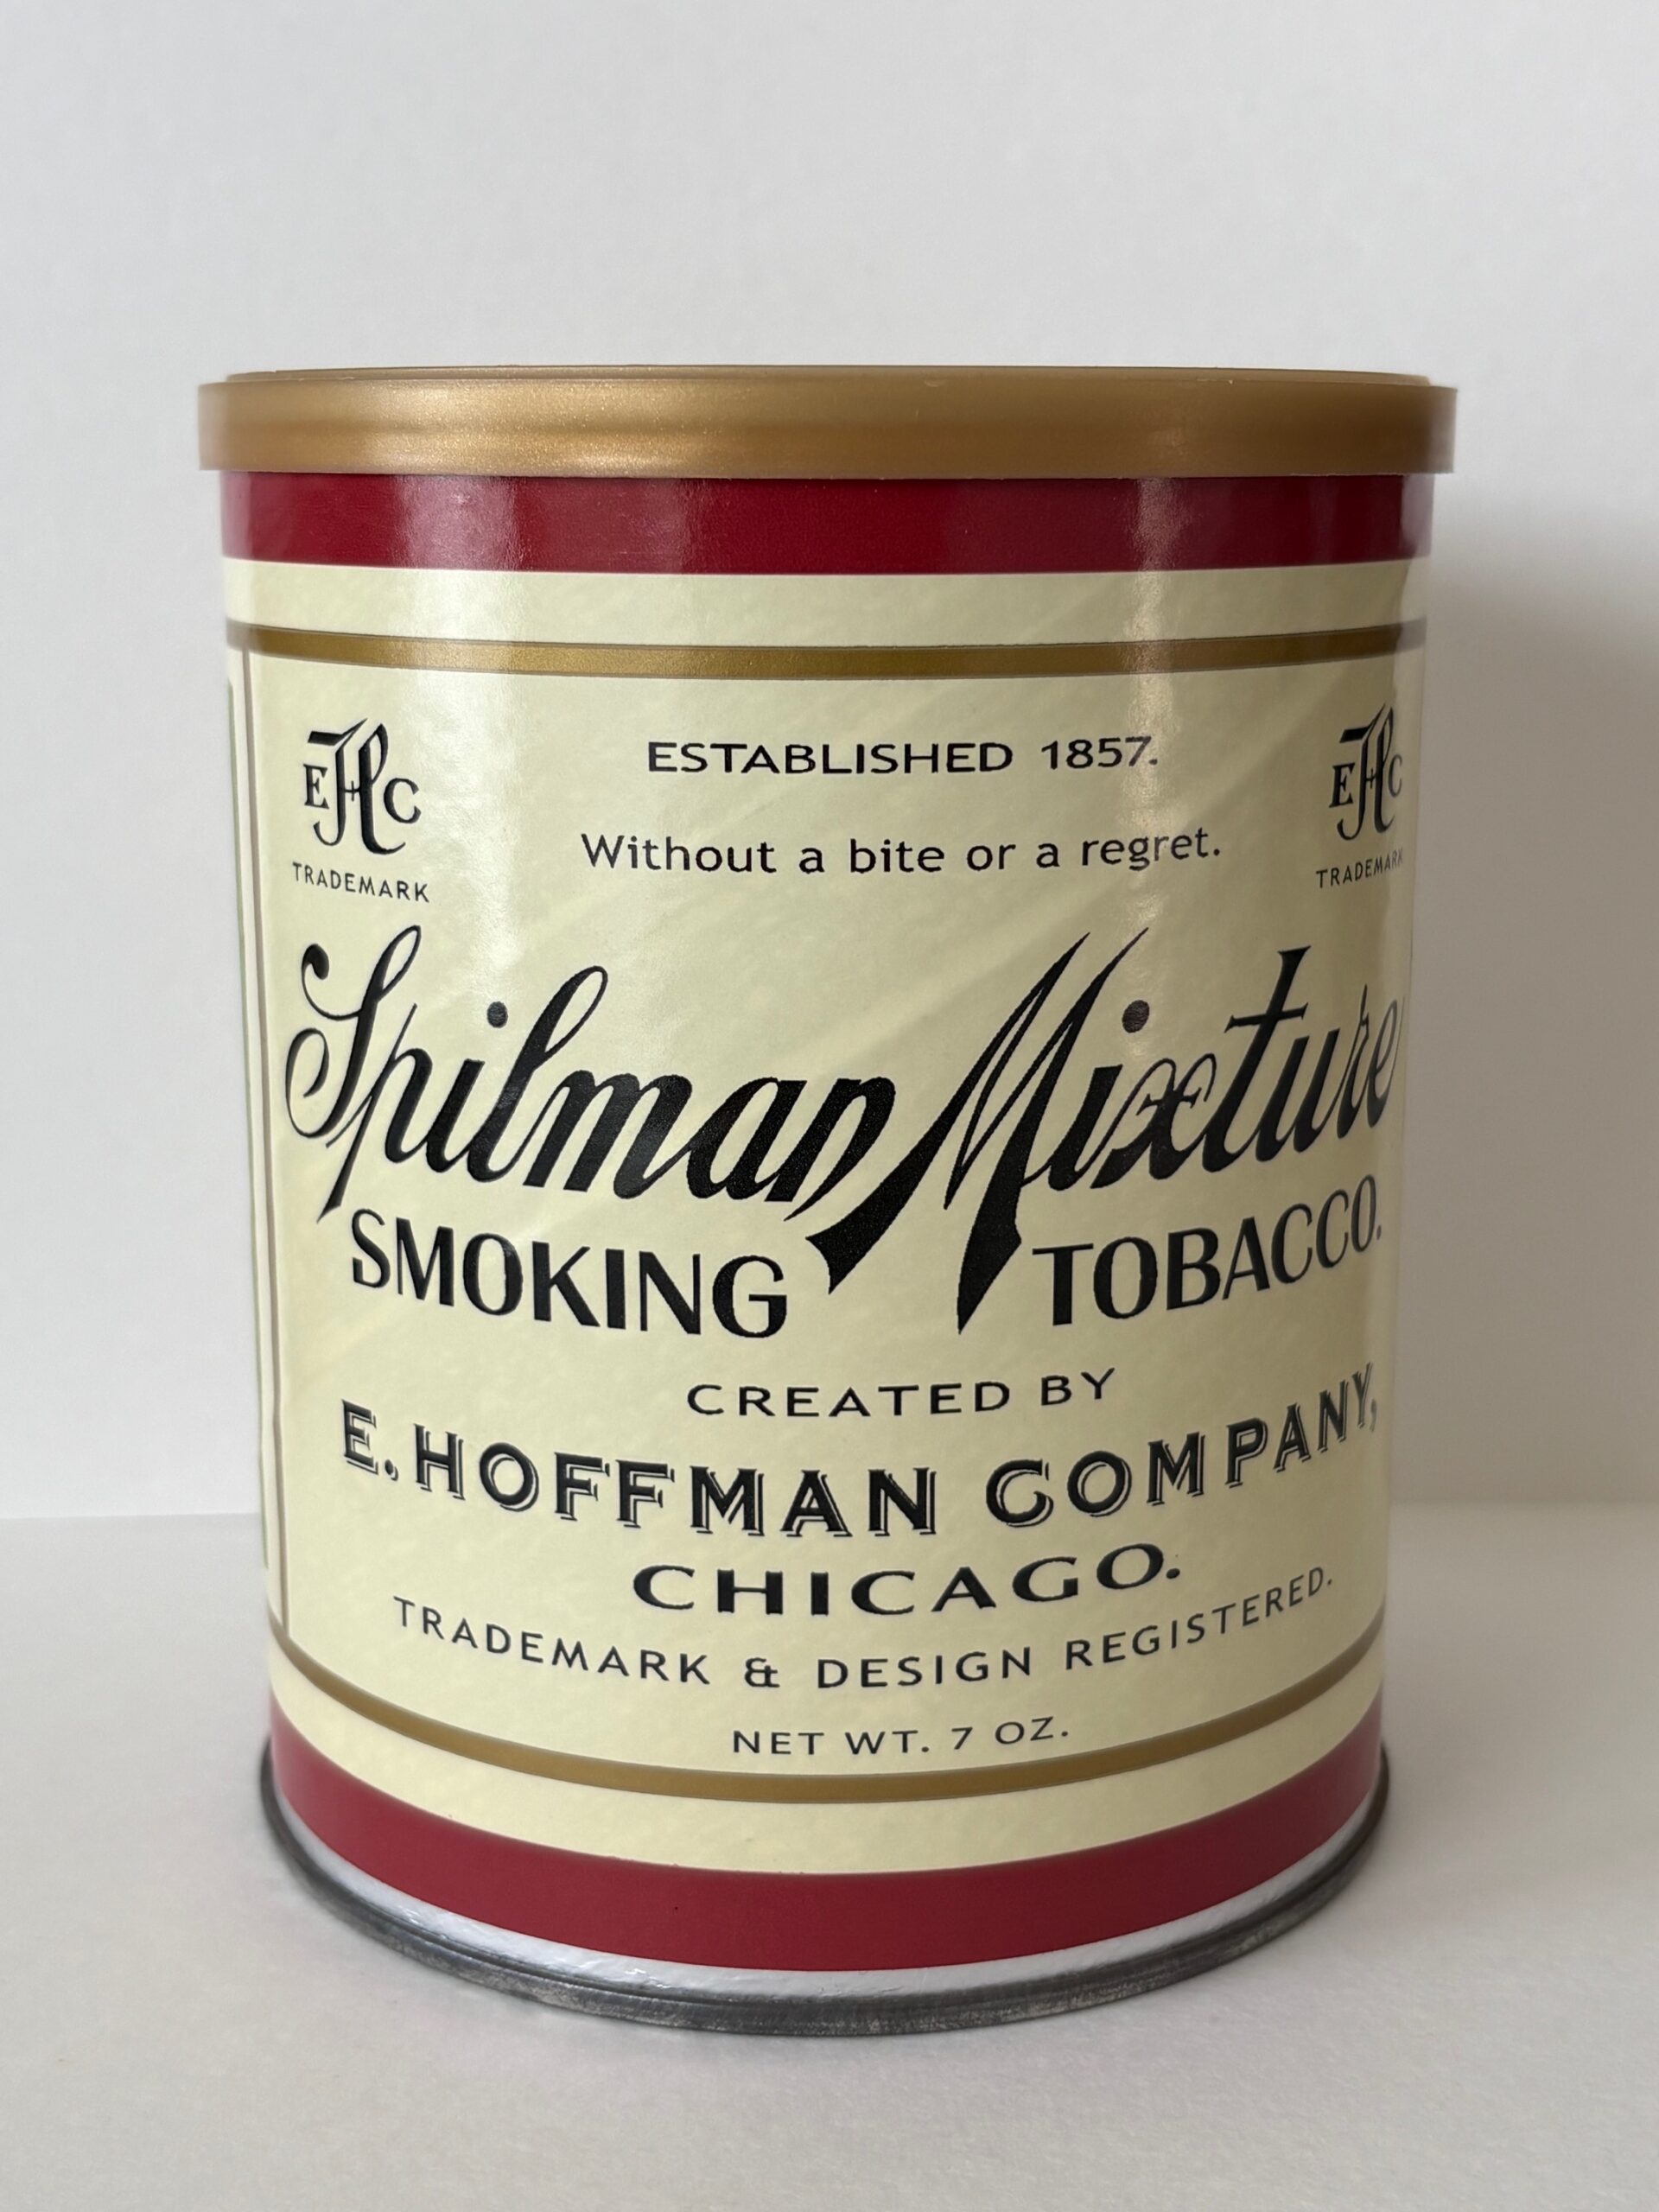 ESTABLISHED 1857.
EHC
TRADEMARK
EHC
TRADEMARK
Without a bite or a regret.
Spilman Mixture
SMOKING TOBACCO.
CREATED BY
E. HOFFMAN COMPANY,
CHICAGO.
TRADEMARK & DESIGN REGISTERED.
NET WT. 7 OZ.